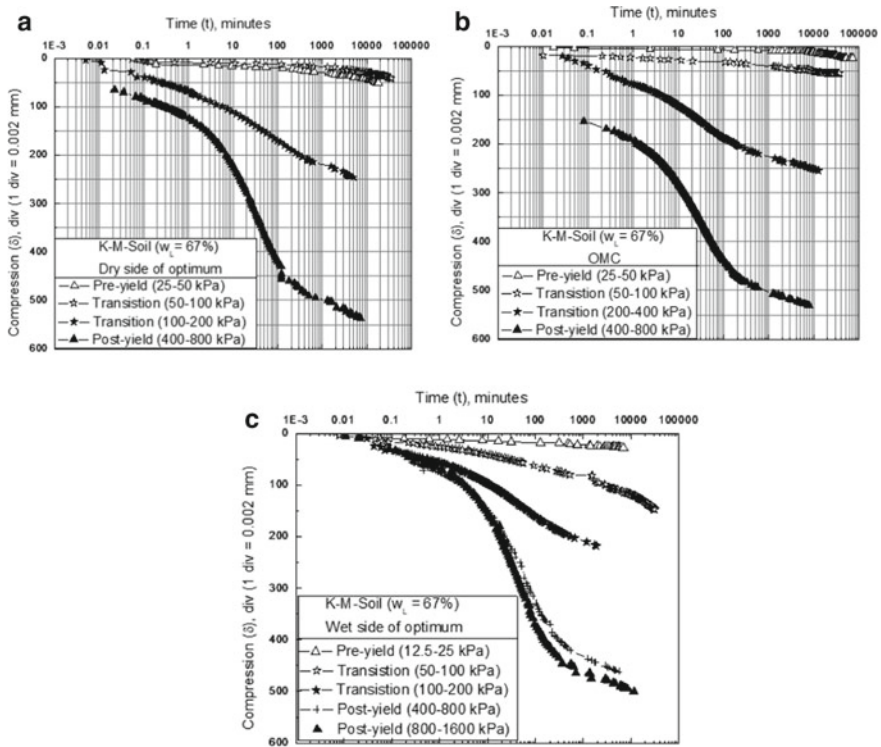 a
Time (t), minutes
1E-3 0.01 0.1 1 10 100 1000 10000 100000
0
100
200
300
400
500
600
Compression (δ), div (1 div = 0.002 mm)
K-M-Soil (wL = 67%)
Dry side of optimum
Pre-yield (25-50 kPa)
Transistion (50-100 kPa)
Transition (100-200 kPa)
Post-yield (400-800 kPa)
b
Time (t), minutes
1E-3 0.01 0.1 1 10 100 1000 10000 100000
0
100
200
300
400
500
600
Compression (δ), div (1 div = 0.002 mm)
K-M-Soil (wL = 67%)
OMC
Pre-yield (25-50 kPa)
Transistion (50-100 kPa)
Transition (200-400 kPa)
Post-yield (400-800 kPa)
c
Time (t), minutes
1E-3 0.01 0.1 1 10 100 1000 10000 100000
0
100
200
300
400
500
600
Compression (δ), div (1 div = 0.002 mm)
K-M-Soil (wL = 67%)
Wet side of optimum
Pre-yield (12.5-25 kPa)
Transistion (50-100 kPa)
Transistion (100-200 kPa)
Post-yield (400-800 kPa)
Post-yield (800-1600 kPa)